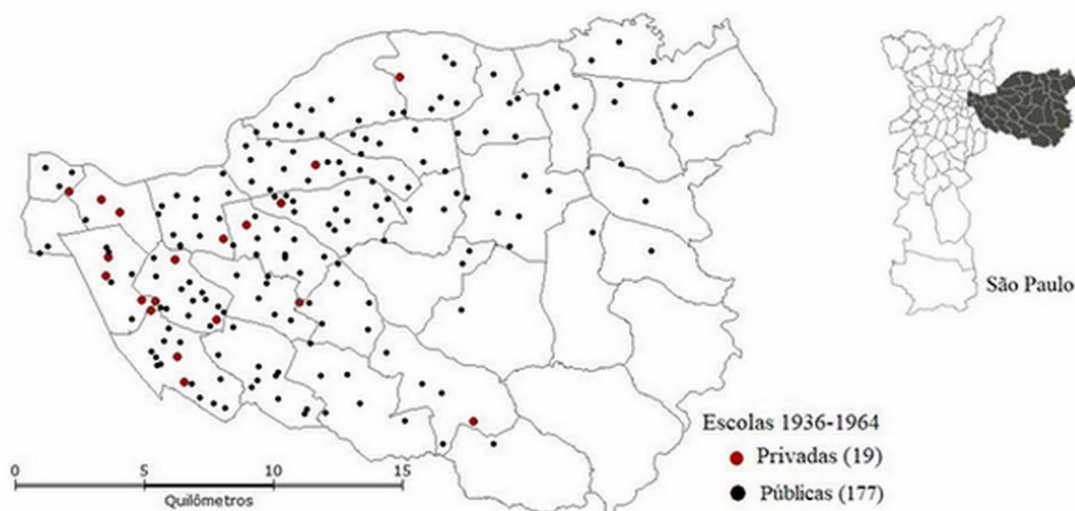 São Paulo
Escolas 1936-1964
Privadas (19)
Públicas (177)
0 5 10 15
Quilômetros